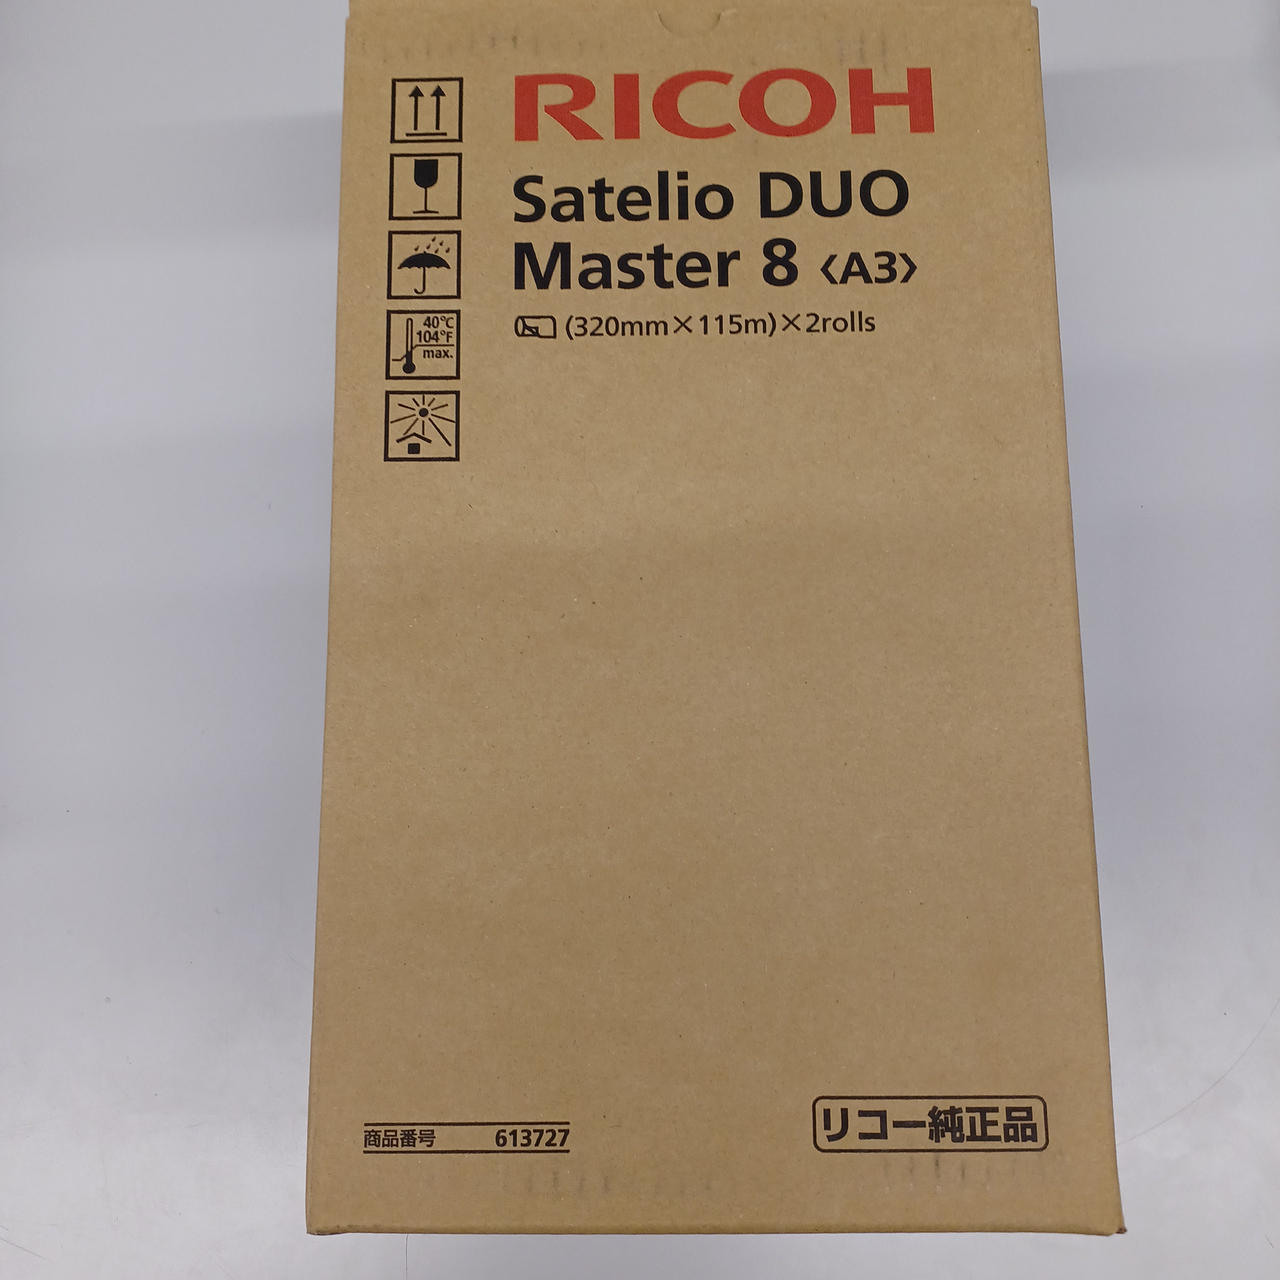 RICOH
Satelio DUO
Master 8 〈A3〉
(320mm×115m)×2rolls
40℃
104°F
max.
商品番号 613727
リコー純正品